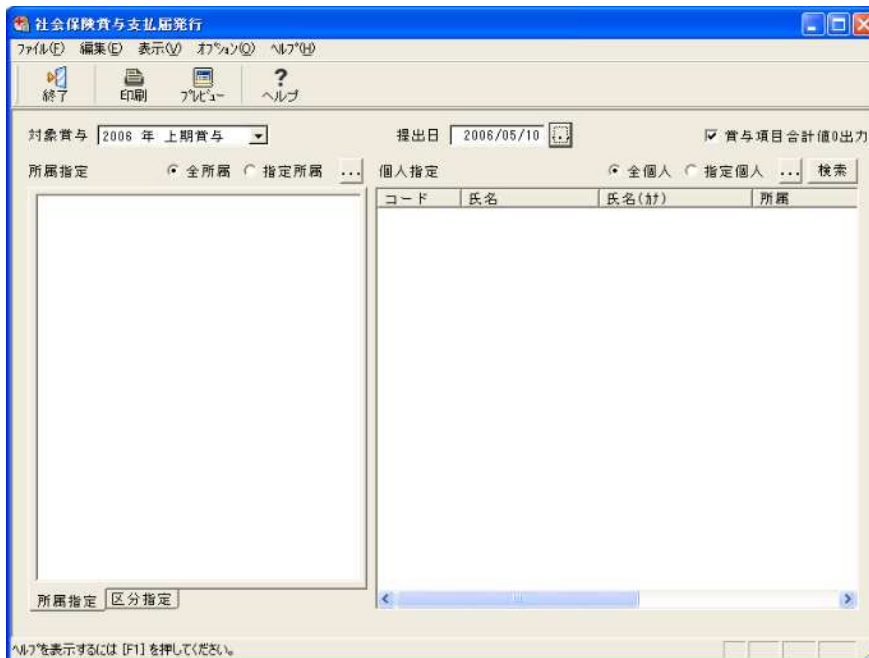 社会保険賞与支払届発行
ファイル(F) 編集(E) 表示(V) オプション(O) ヘルプ(H)
終了 印刷 プレビュー ヘルプ
対象賞与 2006 年 上期賞与 提出日 2006/05/10 .. 賞与項目合計値0出力
所属指定 全所属 指定所属 ... 個人指定 全個人 指定個人 ... 検索
コード 氏名 氏名(カナ) 所属
所属指定 区分指定
ヘルプを表示するには [F1] を押してください。